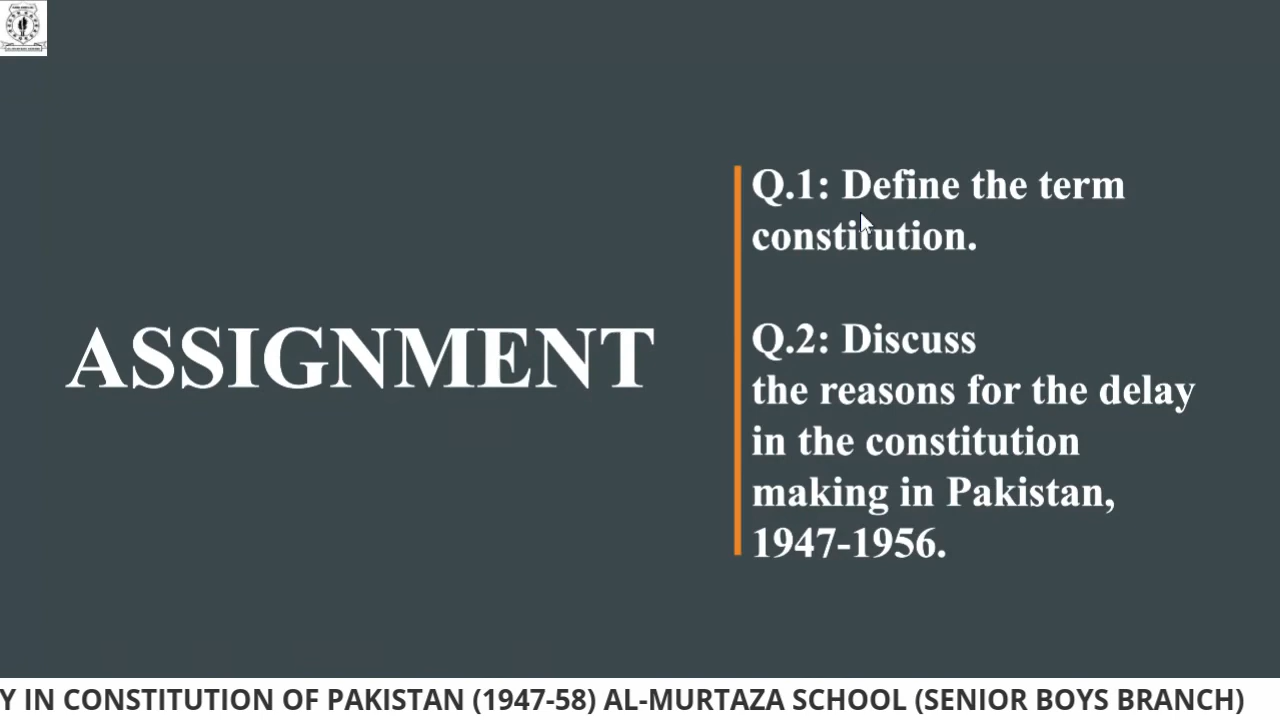 ASSIGNMENT
Q.1: Define the term
constitution.
Q.2: Discuss
the reasons for the delay
in the constitution
making in Pakistan,
1947-1956.
Y IN CONSTITUTION OF PAKISTAN (1947-58) AL-MURTAZA SCHOOL (SENIOR BOYS BRANCH)